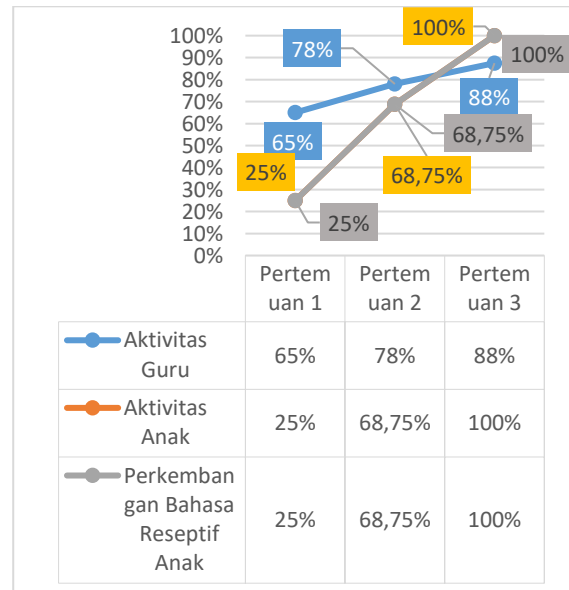 100%
90%
80%
70%
60%
50%
40%
30%
20%
10%
0%
65%
78%
88%
25%
68,75%
100%
25%
68,75%
100%
Pertem
uan 1
Pertem
uan 2
Pertem
uan 3
Aktivitas
Guru
65%
78%
88%
Aktivitas
Anak
25%
68,75%
100%
Perkemban
gan Bahasa
Reseptif
Anak
25%
68,75%
100%